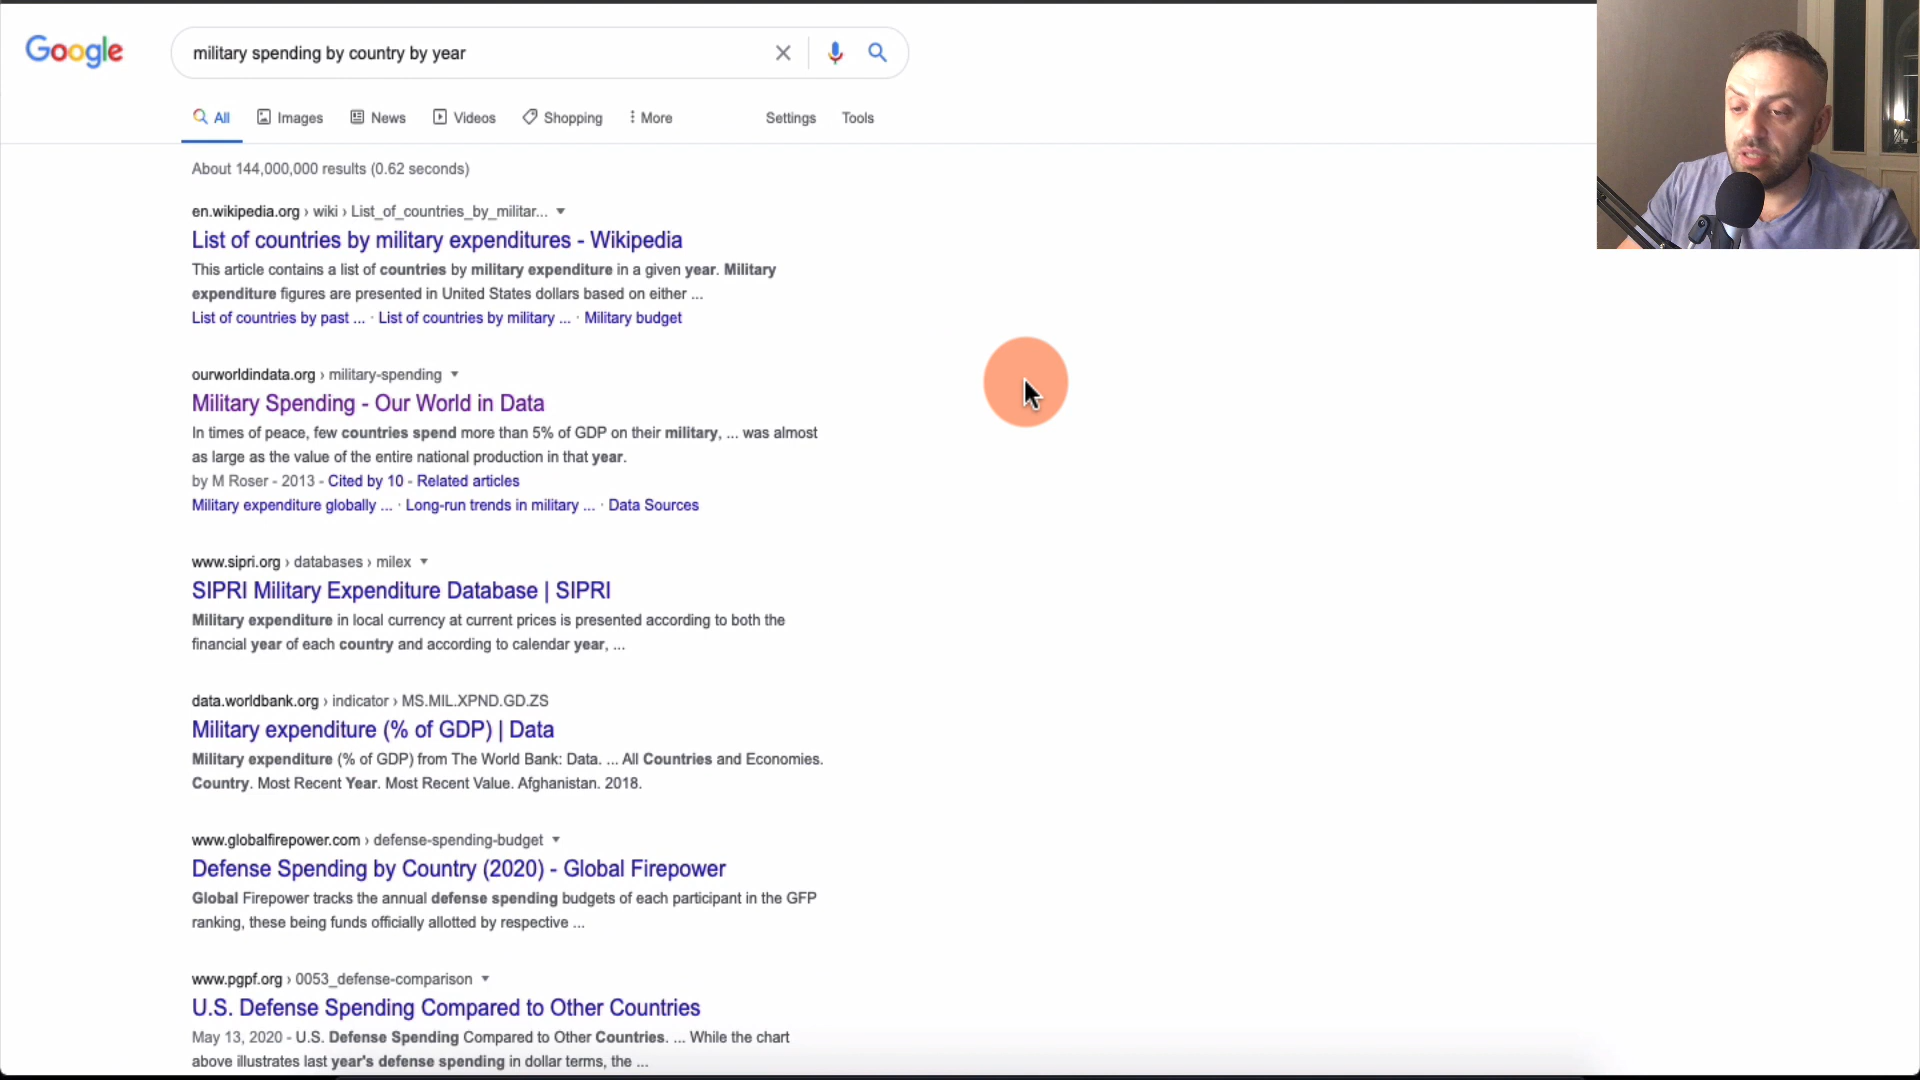 Google
military spending by country by year
All
Images
News
Videos
Shopping
More
Settings
Tools
About 144,000,000 results (0.62 seconds)
en.wikipedia.org › wiki › List_of_countries_by_militar...
List of countries by military expenditures - Wikipedia
This article contains a list of countries by military expenditure in a given year. Military
expenditure figures are presented in United States dollars based on either ...
List of countries by past ... · List of countries by military ... · Military budget
ourworldindata.org › military-spending
Military Spending - Our World in Data
In times of peace, few countries spend more than 5% of GDP on their military, ... was almost
as large as the value of the entire national production in that year.
by M Roser - 2013 - Cited by 10 - Related articles
Military expenditure globally ... · Long-run trends in military ... · Data Sources
www.sipri.org › databases › milex
SIPRI Military Expenditure Database | SIPRI
Military expenditure in local currency at current prices is presented according to both the
financial year of each country and according to calendar year, ...
data.worldbank.org › indicator › MS.MIL.XPND.GD.ZS
Military expenditure (% of GDP) | Data
Military expenditure (% of GDP) from The World Bank: Data. ... All Countries and Economies.
Country. Most Recent Year. Most Recent Value. Afghanistan. 2018.
www.globalfirepower.com › defense-spending-budget
Defense Spending by Country (2020) - Global Firepower
Global Firepower tracks the annual defense spending budgets of each participant in the GFP
ranking, these being funds officially allotted by respective ...
www.pgpf.org › 0053_defense-comparison
U.S. Defense Spending Compared to Other Countries
May 13, 2020 - U.S. Defense Spending Compared to Other Countries. ... While the chart
above illustrates last year's defense spending in dollar terms, the ...